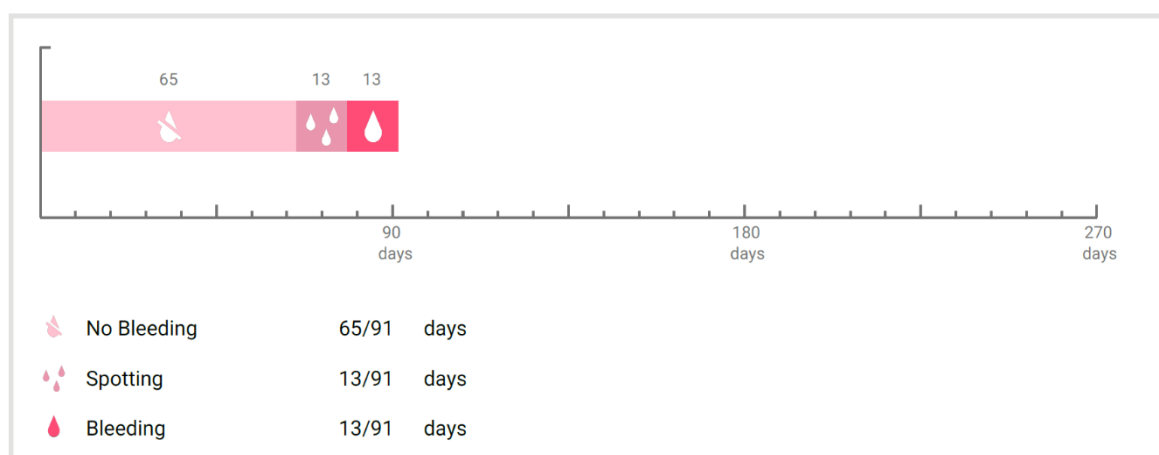 65 13 13
90 180 270
days days days
No Bleeding 65/91 days
Spotting 13/91 days
Bleeding 13/91 days